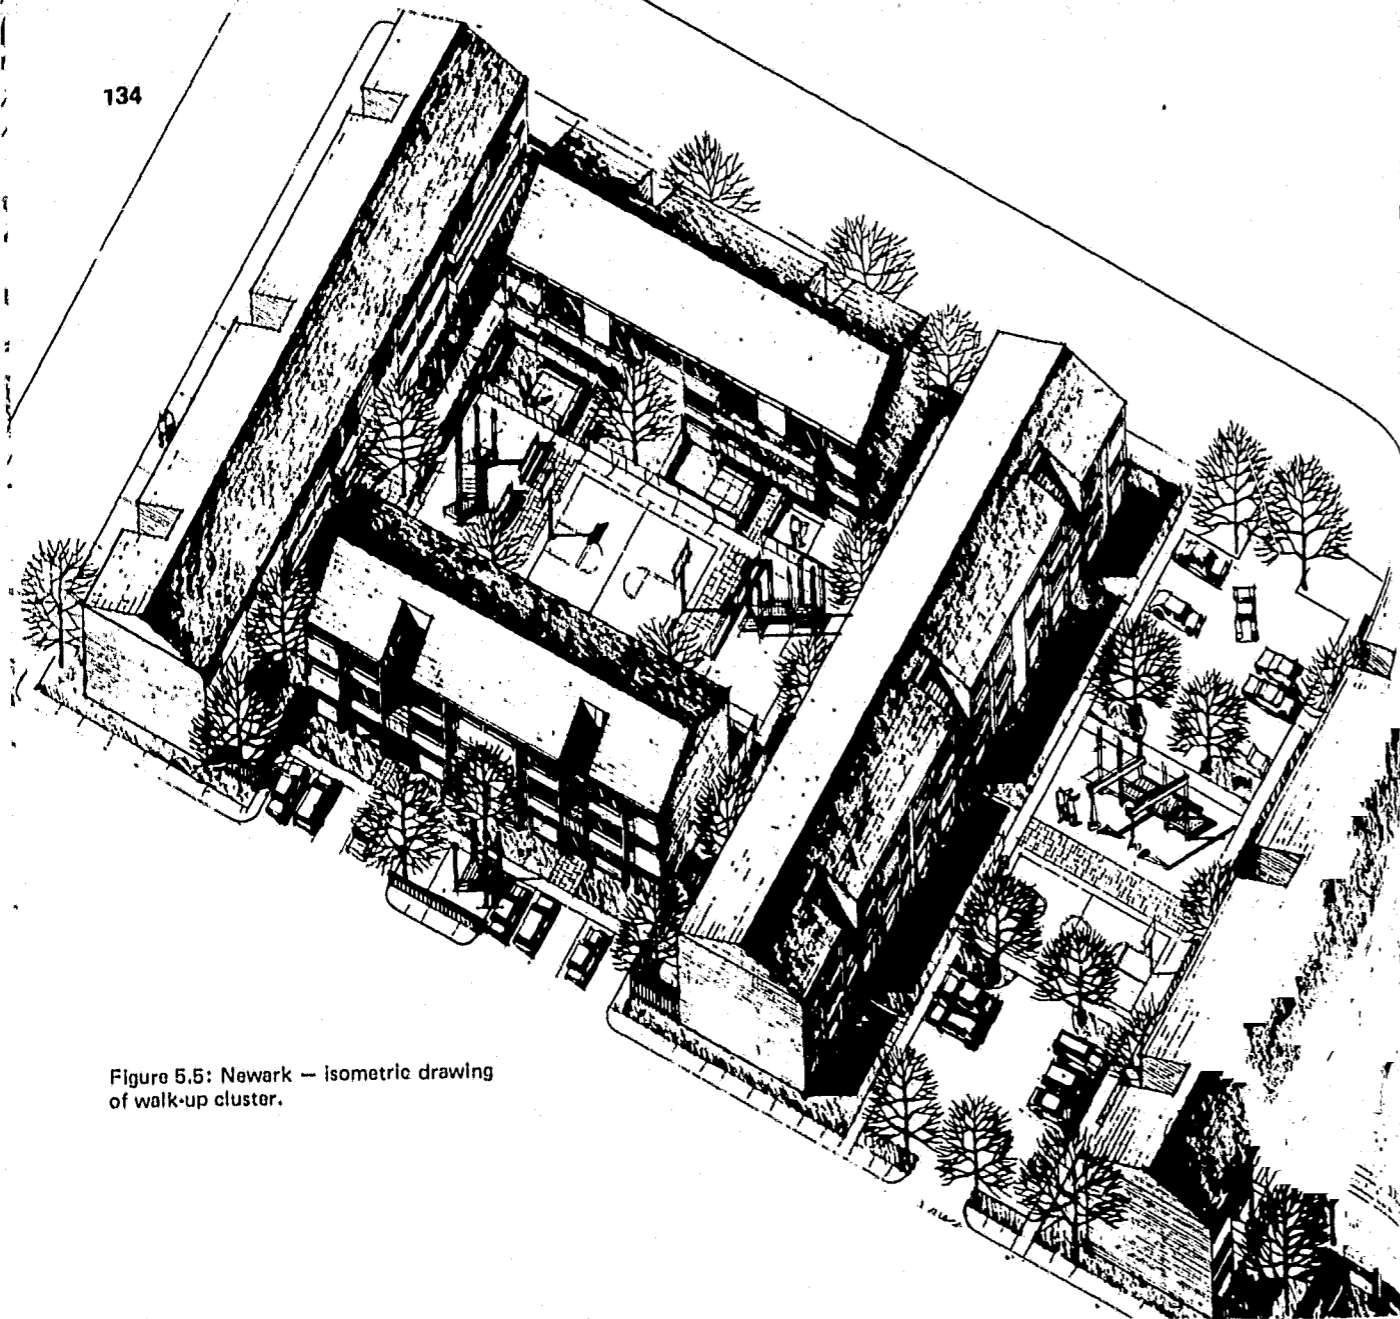 134
Figure 5.5: Newark — isometric drawing
of walk-up cluster.